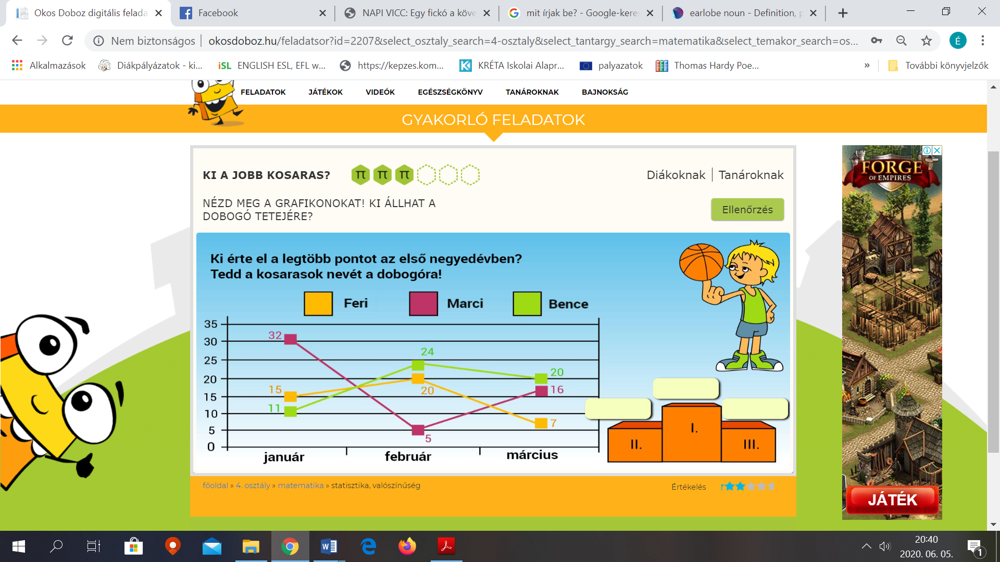 Okos Doboz digitális felada
Facebook
NAPI VICC: Egy fickó a köve
mit írjak be? - Google-keres
earlobe noun - Definition, p
Nem biztonságos
okosdoboz.hu/feladatsor?id=2207&select_osztaly_search=4-osztaly&select_tantargy_search=matematika&select_temakor_search=os...
É
Alkalmazások
Diákpályázatok - ki...
iSL
ENGLISH ESL, EFL w...
https://kepzes.kom...
KRÉTA Iskolai Alapr...
palyazatok
Thomas Hardy Poe...
»
További könyvjelzők
FELADATOK
JÁTÉKOK
VIDEÓK
EGÉSZSÉGKÖNYV
TANÁROKNAK
BAJNOKSÁG
GYAKORLÓ FELADATOK
KI A JOBB KOSARAS?
π π π
Diákoknak
Tanároknak
NÉZD MEG A GRAFIKONOKAT! KI ÁLLHAT A
DOBOGÓ TETEJÉRE?
Ellenőrzés
Ki érte el a legtöbb pontot az első negyedévben?
Tedd a kosarasok nevét a dobogóra!
Feri
Marci
Bence
35
30
25
20
15
10
5
0
32
15
11
24
20
5
20
16
7
január
február
március
II.
I.
III.
főoldal » 4. osztály » matematika » statisztika, valószínűség
Értékelés
FORGE
OF EMPIRES
JÁTÉK
20:40
2020. 06. 05.
1